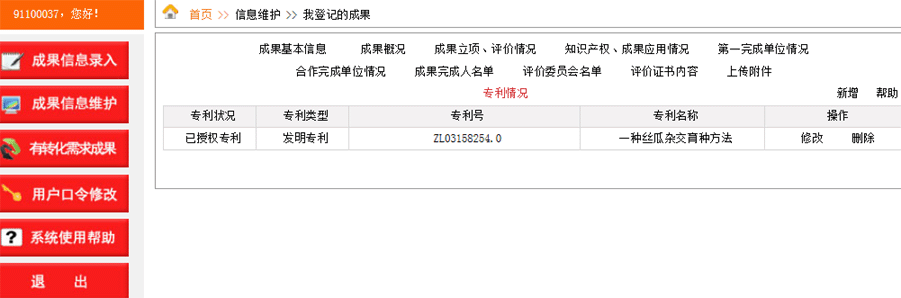 91100037，您好！
首页 >> 信息维护 >> 我登记的成果
成果信息录入
成果信息维护
有转化需求成果
用户口令修改
系统使用帮助
退 出
成果基本信息 成果概况 成果立项、评价情况 知识产权、成果应用情况 第一完成单位情况
合作完成单位情况 成果完成人名单 评价委员会名单 评价证书内容 上传附件
专利情况 新增 帮助
专利状况 专利类型 专利号 专利名称 操作
已授权专利 发明专利 ZL03158254.0 一种丝瓜杂交育种方法 修改 删除